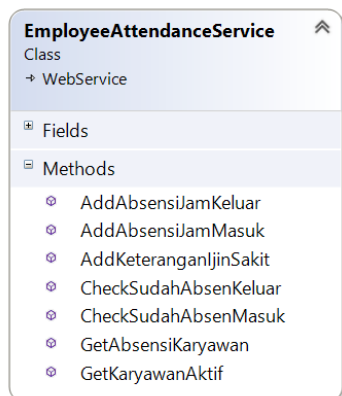 EmployeeAttendanceService
Class
WebService
Fields
Methods
AddAbsensiJamKeluar
AddAbsensiJamMasuk
AddKeteranganIjinSakit
CheckSudahAbsenKeluar
CheckSudahAbsenMasuk
GetAbsensiKaryawan
GetKaryawanAktif